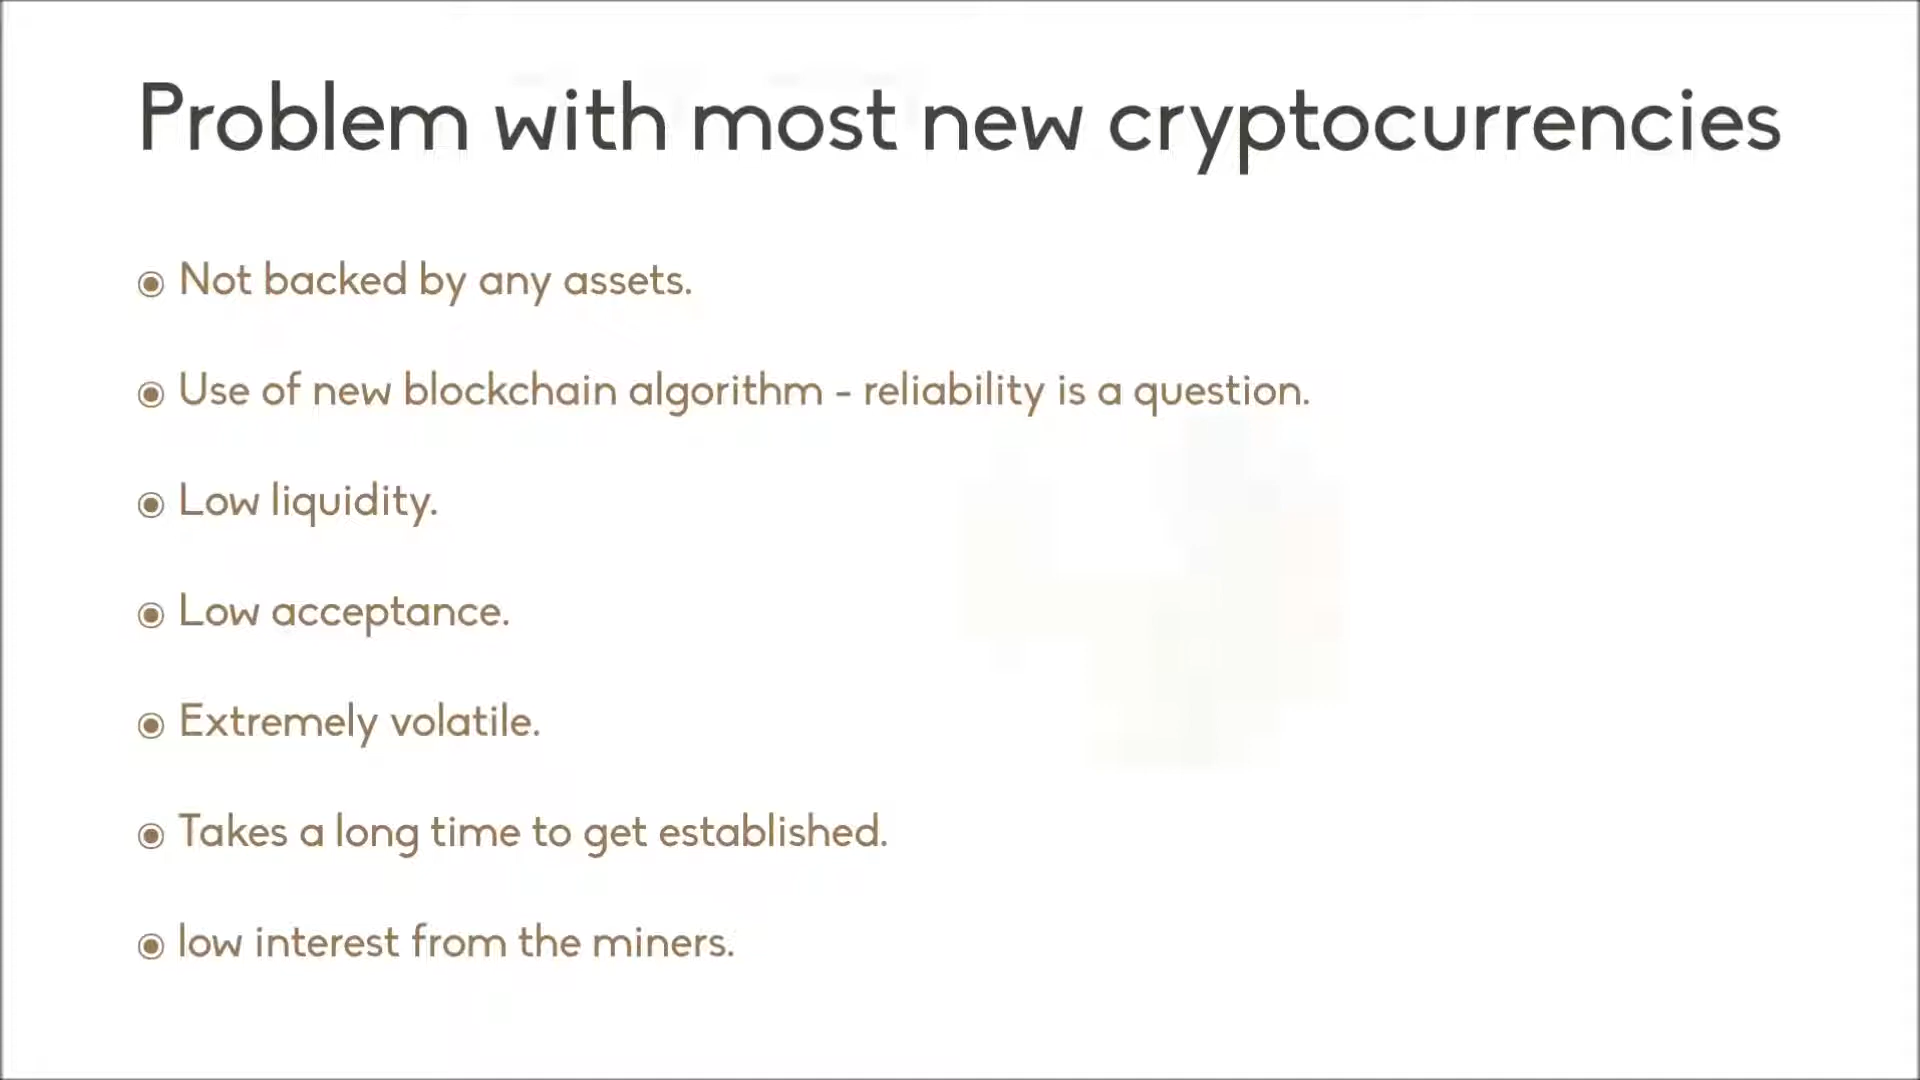 Problem with most new cryptocurrencies
Not backed by any assets.
Use of new blockchain algorithm - reliability is a question.
Low liquidity.
Low acceptance.
Extremely volatile.
Takes a long time to get established.
low interest from the miners.